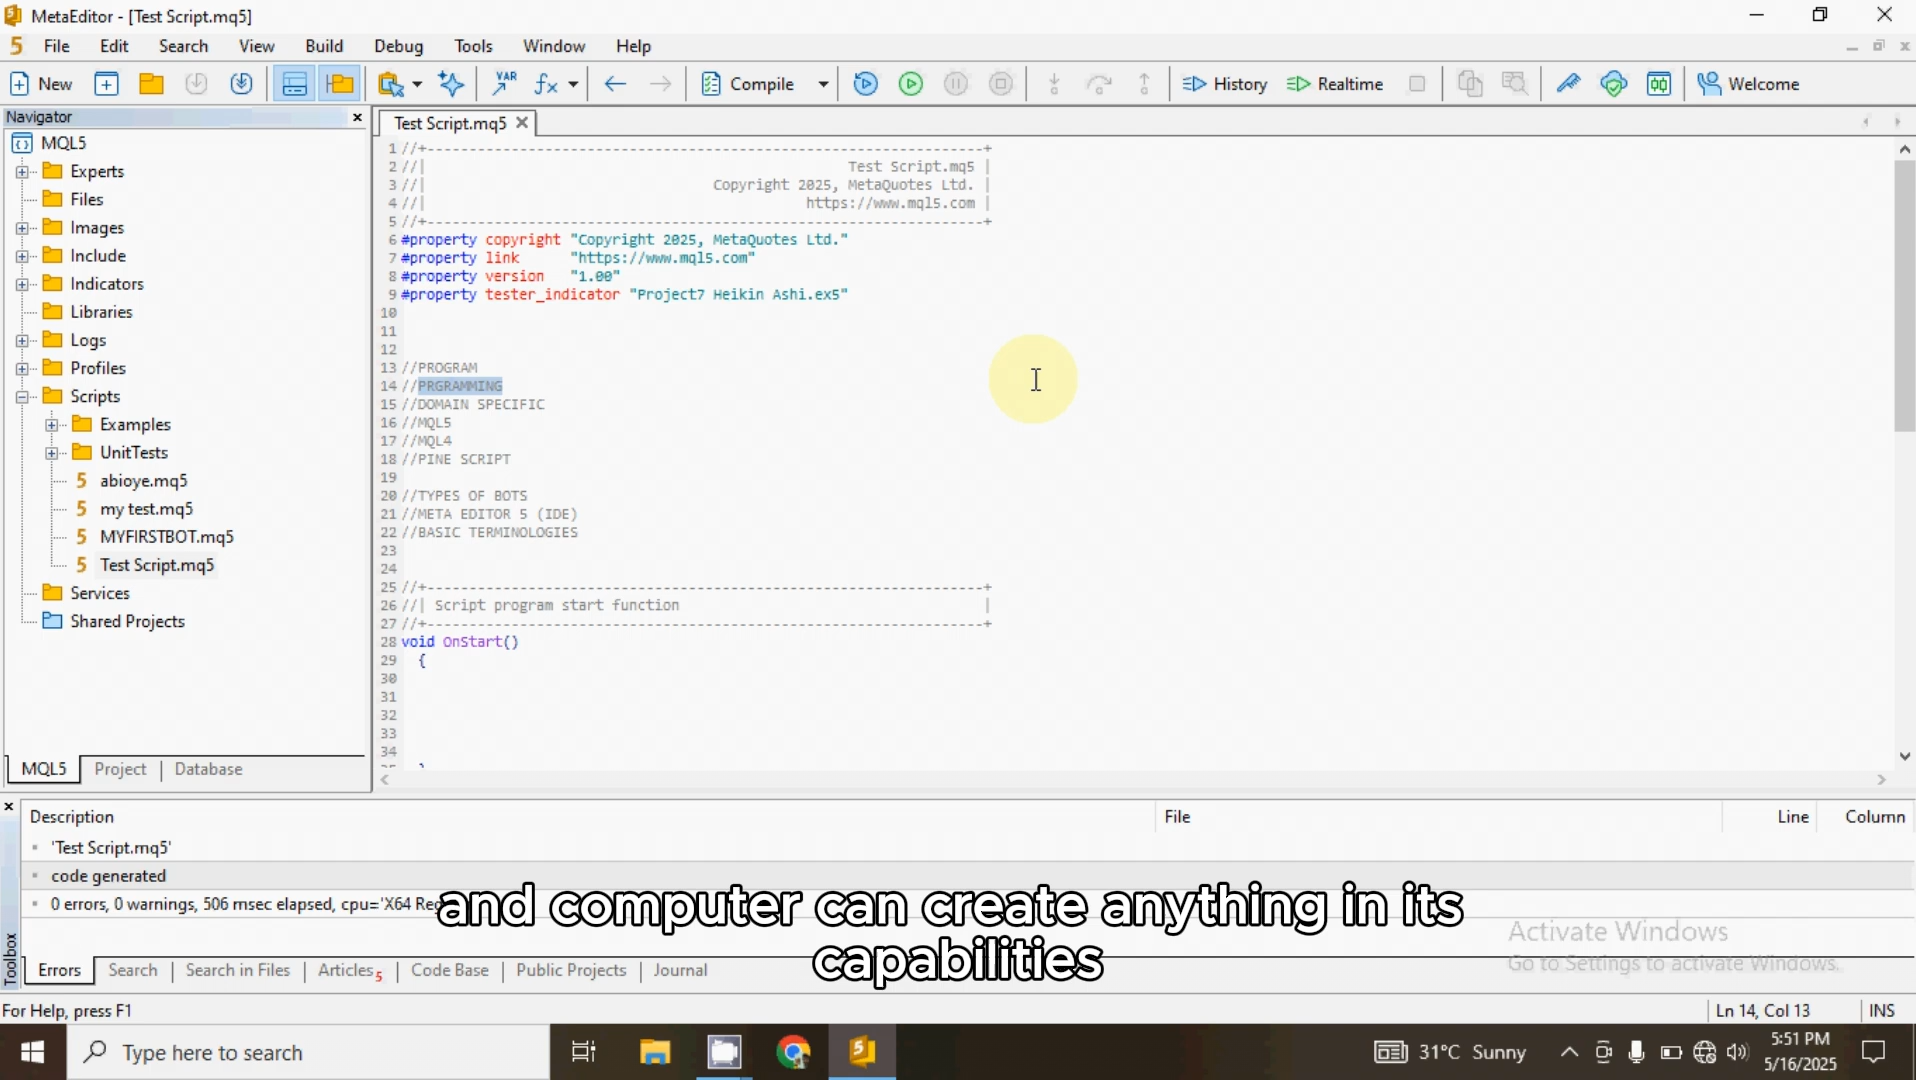 MetaEditor - [Test Script.mq5]
File Edit Search View Build Debug Tools Window Help
New VAR Compile History Realtime Welcome
Navigator
MQL5
Experts
Files
Images
Include
Indicators
Libraries
Logs
Profiles
Scripts
Examples
UnitTests
abioye.mq5
my test.mq5
MYFIRSTBOT.mq5
Test Script.mq5
Services
Shared Projects
MQL5 Project Database
Test Script.mq5
1 //+------------------------------------------------------------------+
2 //| Test Script.mq5 |
3 //| Copyright 2025, MetaQuotes Ltd. |
4 //| https://www.mql5.com |
5 //+------------------------------------------------------------------+
6 #property copyright "Copyright 2025, MetaQuotes Ltd."
7 #property link "https://www.mql5.com"
8 #property version "1.00"
9 #property tester_indicator "Project7 Heikin Ashi.ex5"
10
11
12
13 //PROGRAM
14 //PRGRAMMING
15 //DOMAIN SPECIFIC
16 //MQL5
17 //MQL4
18 //PINE SCRIPT
19
20 //TYPES OF BOTS
21 //META EDITOR 5 (IDE)
22 //BASIC TERMINOLOGIES
23
24
25 //+------------------------------------------------------------------+
26 //| Script program start function |
27 //+------------------------------------------------------------------+
28 void OnStart()
29 {
30
31
32
33
34
Toolbox
Description File Line Column
'Test Script.mq5'
code generated
0 errors, 0 warnings, 506 msec elapsed, cpu='X64
and computer can create anything in its
capabilities
Activate Windows
Go to Settings to activate Windows.
Errors Search Search in Files Articles 5 Code Base Public Projects Journal
For Help, press F1 Ln 14, Col 13 INS
Type here to search
31°C Sunny
5:51 PM
5/16/2025